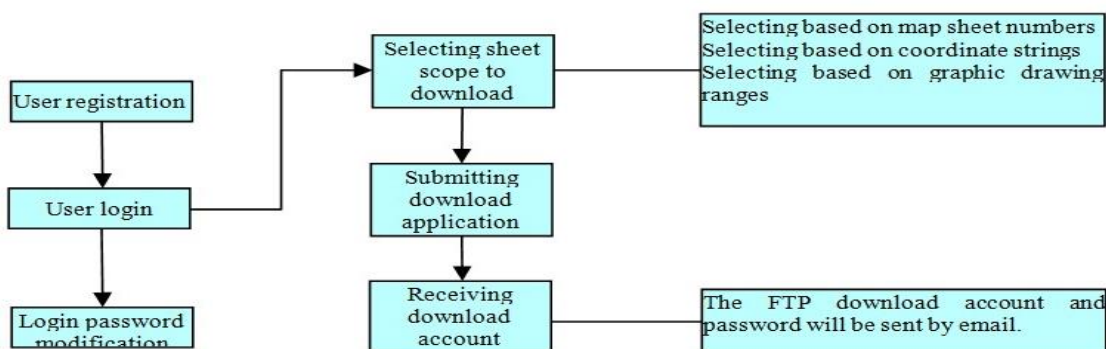 User registration
User login
Login password
modification
Selecting sheet
scope to
download
Submitting
download
application
Receiving
download
account
Selecting based on map sheet numbers
Selecting based on coordinate strings
Selecting based on graphic drawing
ranges
The FTP download account and
password will be sent by email.